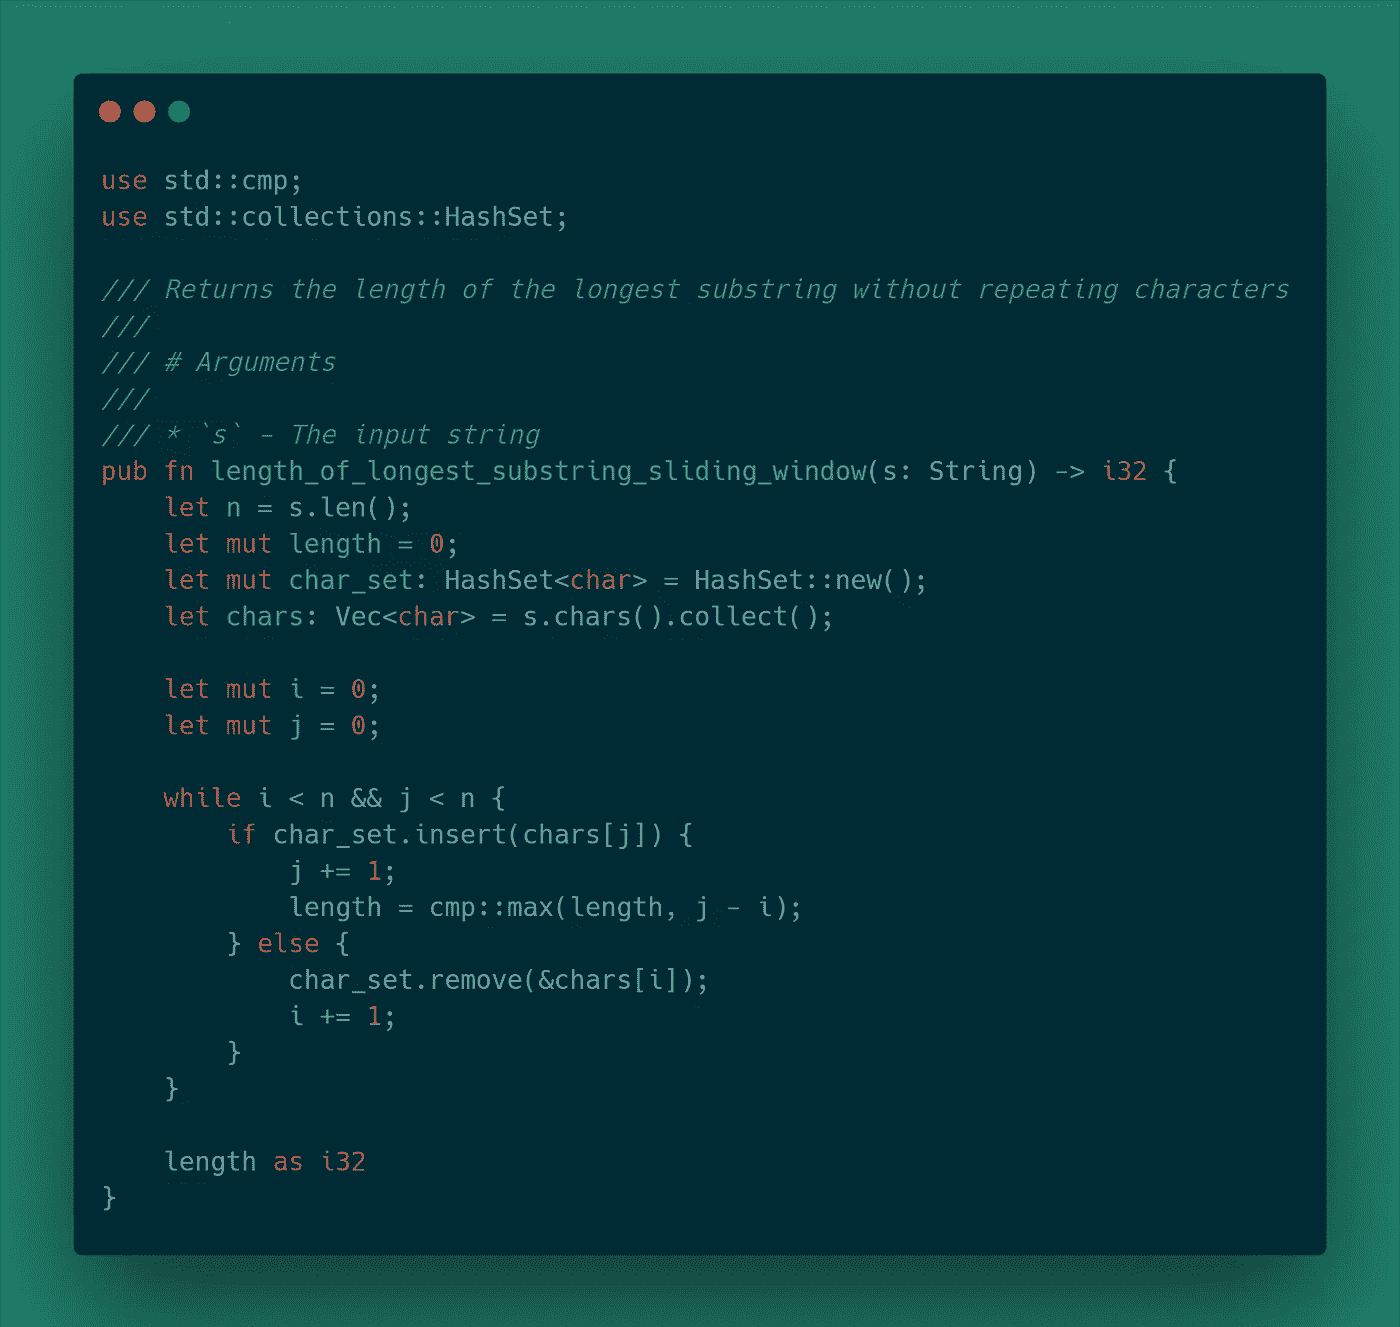 use std::cmp;
use std::collections::HashSet;

/// Returns the length of the longest substring without repeating characters
///
/// # Arguments
///
/// * `s` - The input string
pub fn length_of_longest_substring_sliding_window(s: String) -> i32 {
    let n = s.len();
    let mut length = 0;
    let mut char_set: HashSet<char> = HashSet::new();
    let chars: Vec<char> = s.chars().collect();

    let mut i = 0;
    let mut j = 0;

    while i < n && j < n {
        if char_set.insert(chars[j]) {
            j += 1;
            length = cmp::max(length, j - i);
        } else {
            char_set.remove(&chars[i]);
            i += 1;
        }
    }

    length as i32
}